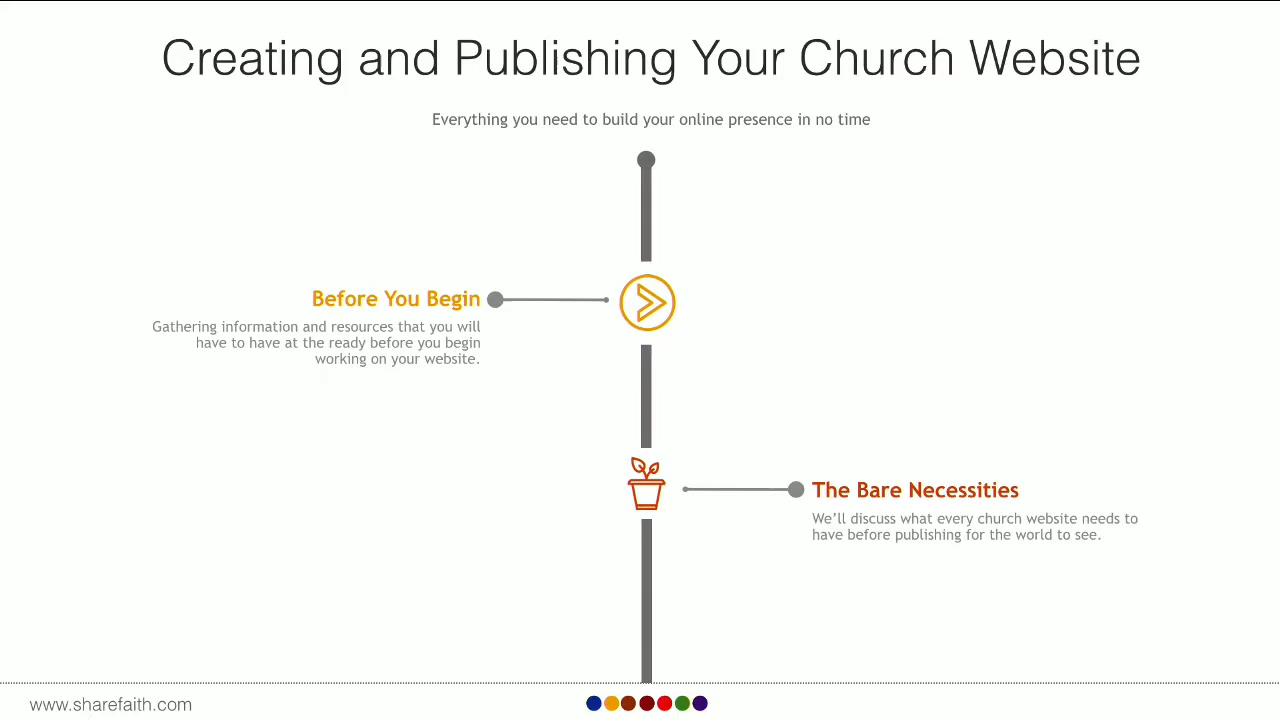 Creating and Publishing Your Church Website
Everything you need to build your online presence in no time
Before You Begin
Gathering information and resources that you will
have to have at the ready before you begin
working on your website.
The Bare Necessities
We'll discuss what every church website needs to
have before publishing for the world to see.
www.sharefaith.com